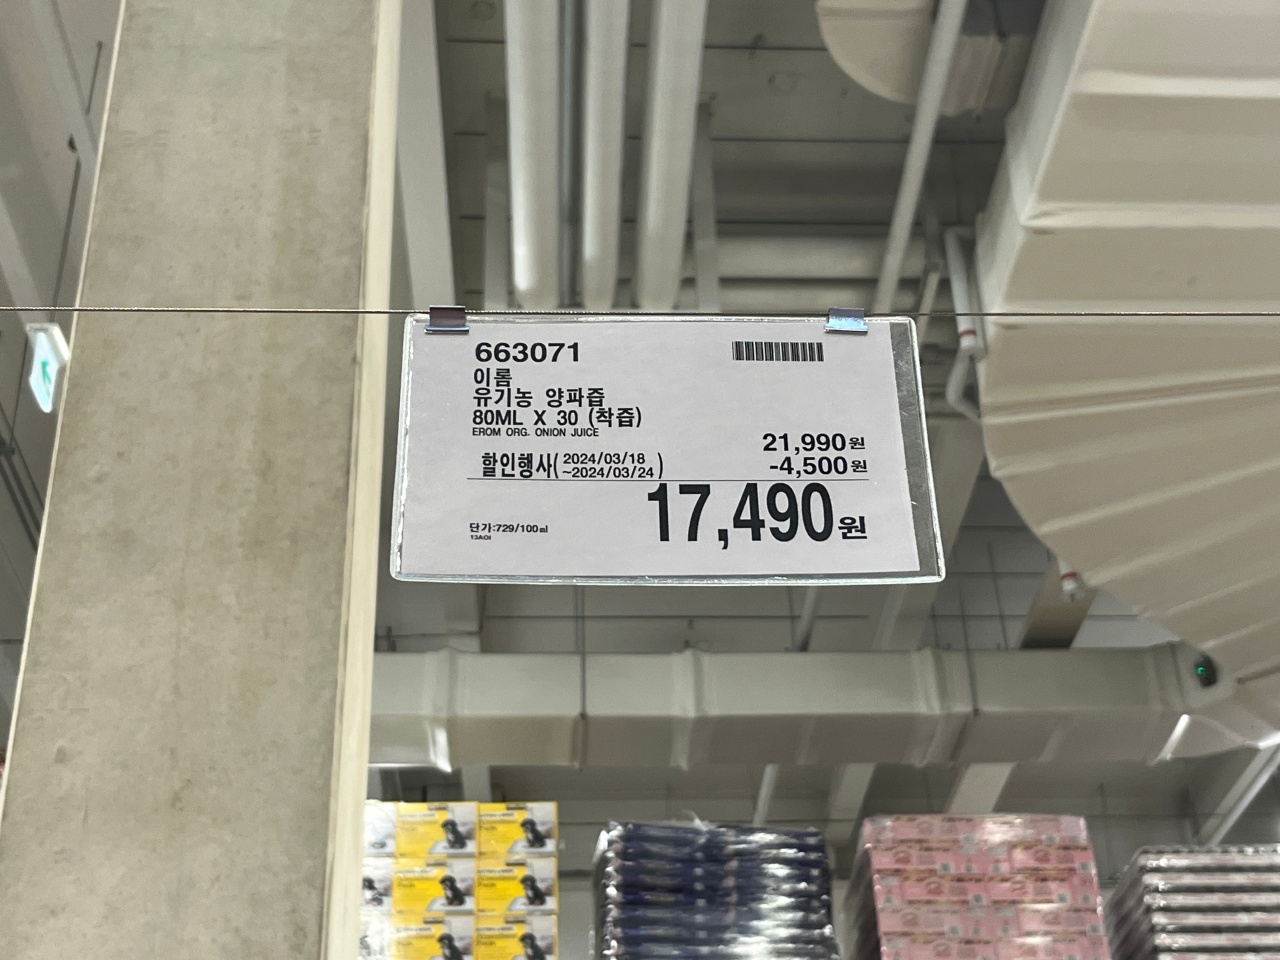 663071
이롬
유기농 양파즙
80ML X 30 (착즙)
EROM ORG. ONION JUICE
21,990원
할인행사( 2024/03/18 ~2024/03/24 )
-4,500원
17,490원
단가:729/100㎖
13AOI